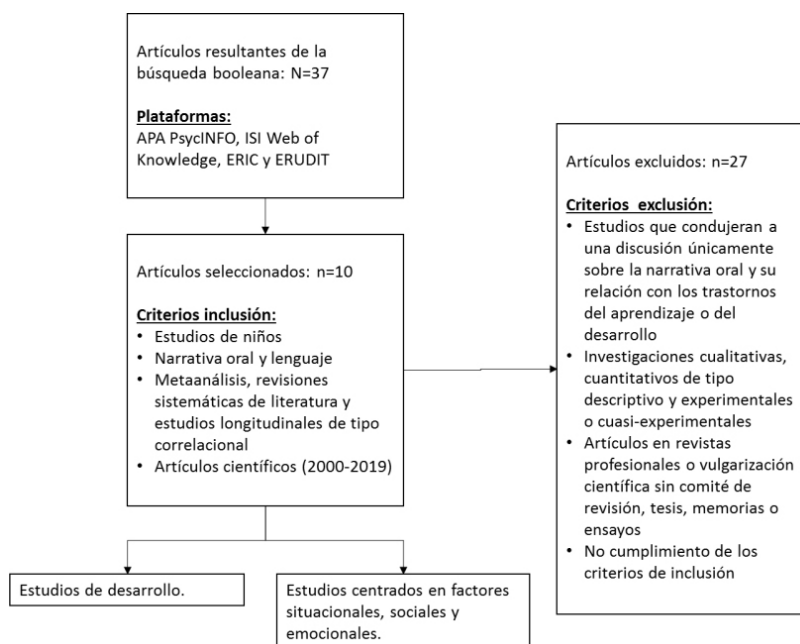 Artículos resultantes de la
búsqueda booleana: N=37
Plataformas:
APA PsycINFO, ISI Web of
Knowledge, ERIC y ERUDIT
Artículos seleccionados: n=10
Criterios inclusión:
• Estudios de niños
• Narrativa oral y lenguaje
• Metaanálisis, revisiones
sistemáticas de literatura y
estudios longitudinales de tipo
correlacional
• Artículos científicos (2000-2019)
Artículos excluidos: n=27
Criterios exclusión:
• Estudios que condujeran a
una discusión únicamente
sobre la narrativa oral y su
relación con los trastornos
del aprendizaje o del
desarrollo
• Investigaciones cualitativas,
cuantitativos de tipo
descriptivo y experimentales
o cuasi-experimentales
• Artículos en revistas
profesionales o vulgarización
científica sin comité de
revisión, tesis, memorias o
ensayos
• No cumplimiento de los
criterios de inclusión
Estudios de desarrollo.
Estudios centrados en factores
situacionales, sociales y
emocionales.